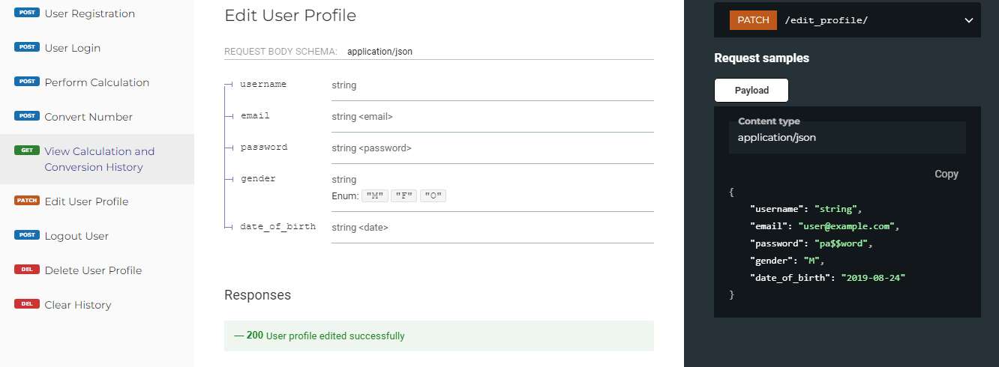 POST User Registration
POST User Login
POST Perform Calculation
POST Convert Number
GET View Calculation and
Conversion History
PATCH Edit User Profile
POST Logout User
DEL Delete User Profile
DEL Clear History
Edit User Profile
REQUEST BODY SCHEMA: application/json
username string
email string <email>
password string <password>
gender string
Enum: "M" "F" "O"
date_of_birth string <date>
Responses
— 200 User profile edited successfully
PATCH /edit_profile/
Request samples
Payload
Content type
application/json
Copy
{
"username": "string",
"email": "user@example.com",
"password": "pa$$word",
"gender": "M",
"date_of_birth": "2019-08-24"
}